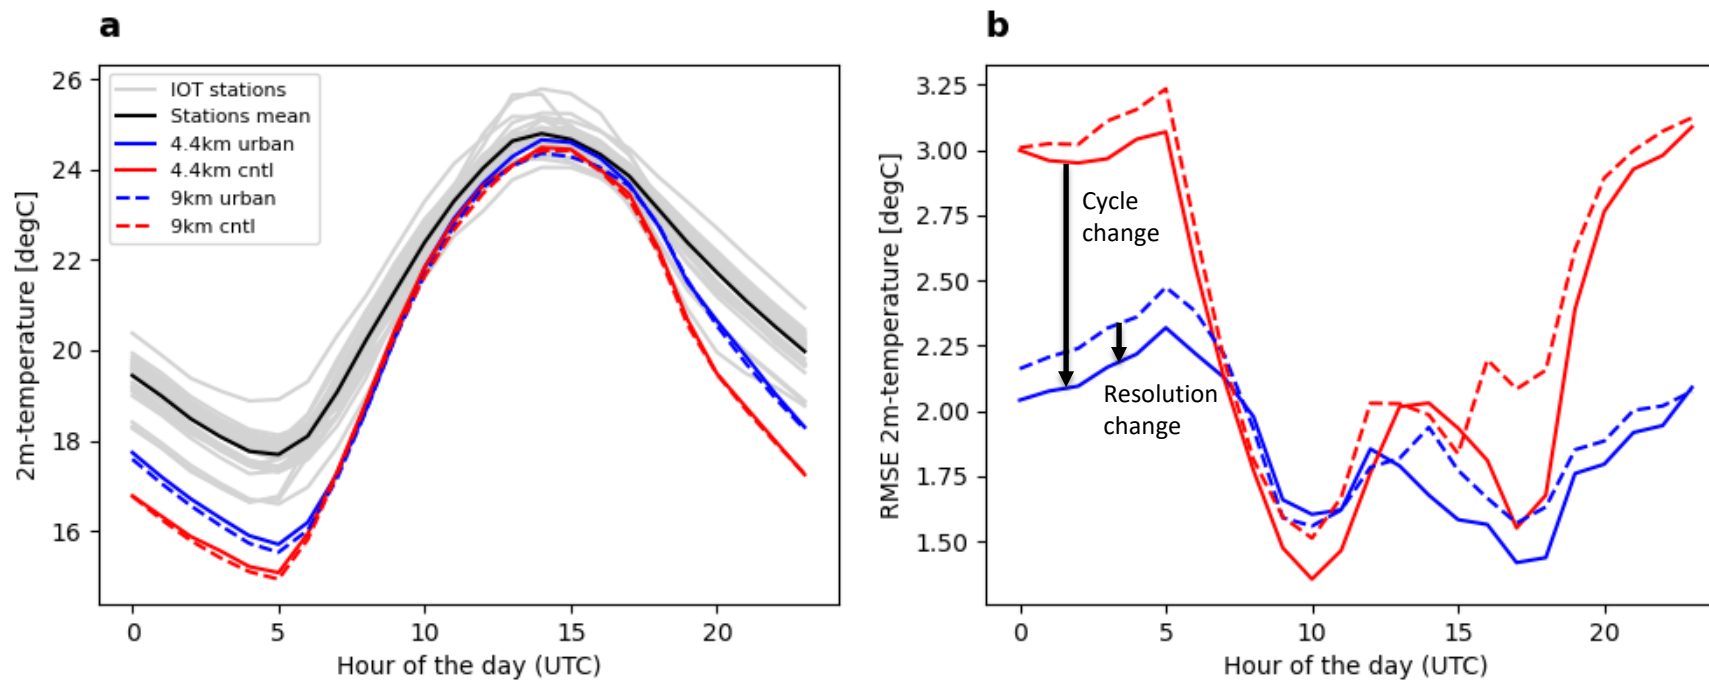 a
26
24
22
20
18
16
2m-temperature [degC]
IOT stations
Stations mean
4.4km urban
4.4km cntl
9km urban
9km cntl
0
5
10
15
20
Hour of the day (UTC)
b
3.25
3.00
2.75
2.50
2.25
2.00
1.75
1.50
RMSE 2m-temperature [degC]
Cycle
change
Resolution
change
0
5
10
15
20
Hour of the day (UTC)